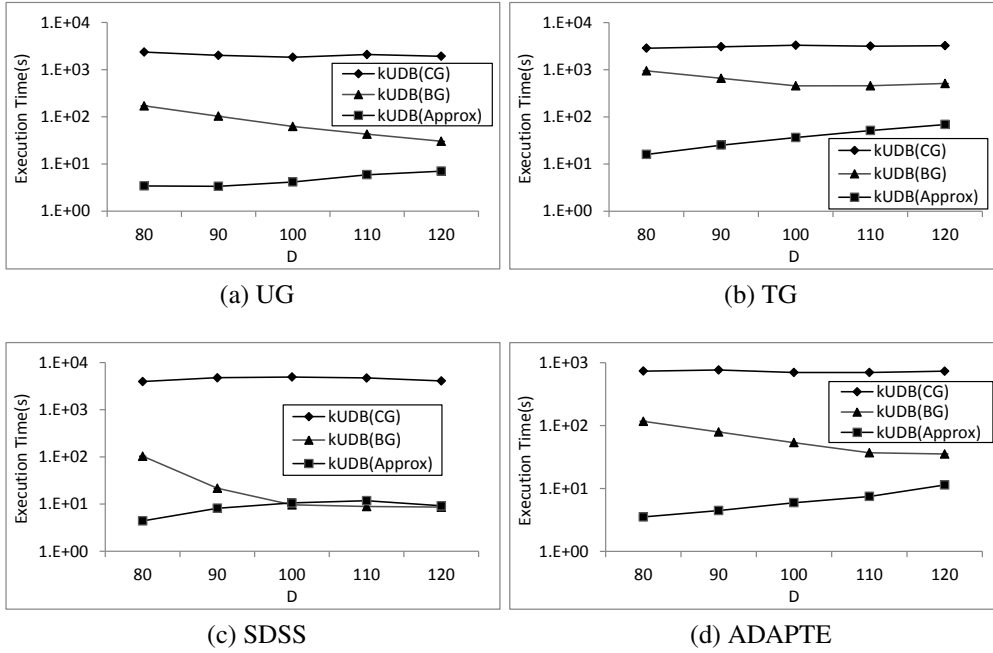 Execution Time(s)
1.E+04
1.E+03
1.E+02
1.E+01
1.E+00
kUDB(CG)
kUDB(BG)
kUDB(Approx)
80 90 100 110 120
D
(a) UG
Execution Time(s)
1.E+04
1.E+03
1.E+02
1.E+01
1.E+00
kUDB(CG)
kUDB(BG)
kUDB(Approx)
80 90 100 110 120
D
(b) TG
Execution Time(s)
1.E+04
1.E+03
1.E+02
1.E+01
1.E+00
kUDB(CG)
kUDB(BG)
kUDB(Approx)
80 90 100 110 120
D
(c) SDSS
Execution Time(s)
1.E+03
1.E+02
1.E+01
1.E+00
kUDB(CG)
kUDB(BG)
kUDB(Approx)
80 90 100 110 120
D
(d) ADAPTE